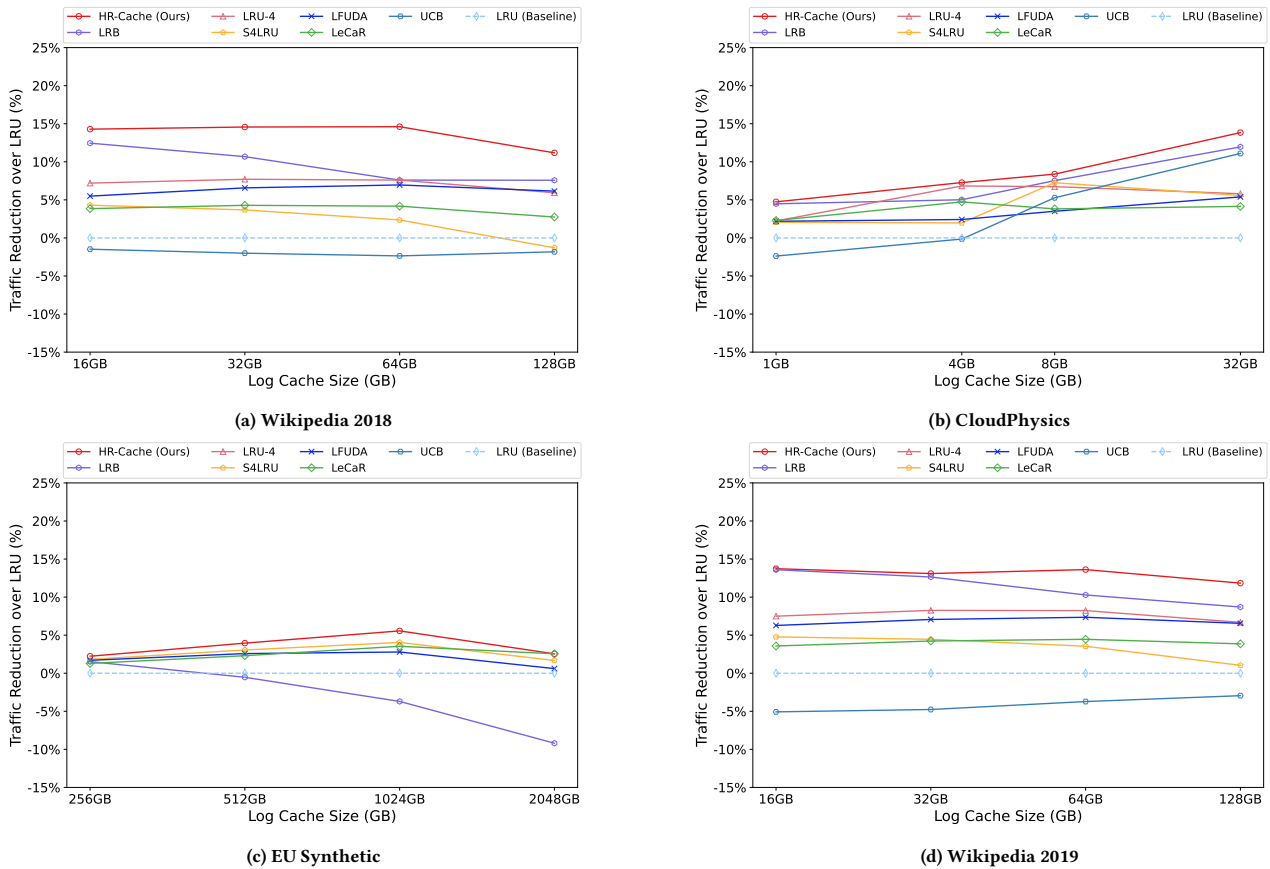 HR-Cache (Ours) LRU-4 LFUDA UCB LRU (Baseline)
LRB S4LRU LeCaR
25%
20%
15%
10%
5%
0%
-5%
-10%
-15%
Traffic Reduction over LRU (%)
16GB 32GB 64GB 128GB
Log Cache Size (GB)
(a) Wikipedia 2018
HR-Cache (Ours) LRU-4 LFUDA UCB LRU (Baseline)
LRB S4LRU LeCaR
25%
20%
15%
10%
5%
0%
-5%
-10%
-15%
Traffic Reduction over LRU (%)
1GB 4GB 8GB 32GB
Log Cache Size (GB)
(b) CloudPhysics
HR-Cache (Ours) LRU-4 LFUDA UCB LRU (Baseline)
LRB S4LRU LeCaR
25%
20%
15%
10%
5%
0%
-5%
-10%
-15%
Traffic Reduction over LRU (%)
256GB 512GB 1024GB 2048GB
Log Cache Size (GB)
(c) EU Synthetic
HR-Cache (Ours) LRU-4 LFUDA UCB LRU (Baseline)
LRB S4LRU LeCaR
25%
20%
15%
10%
5%
0%
-5%
-10%
-15%
Traffic Reduction over LRU (%)
16GB 32GB 64GB 128GB
Log Cache Size (GB)
(d) Wikipedia 2019